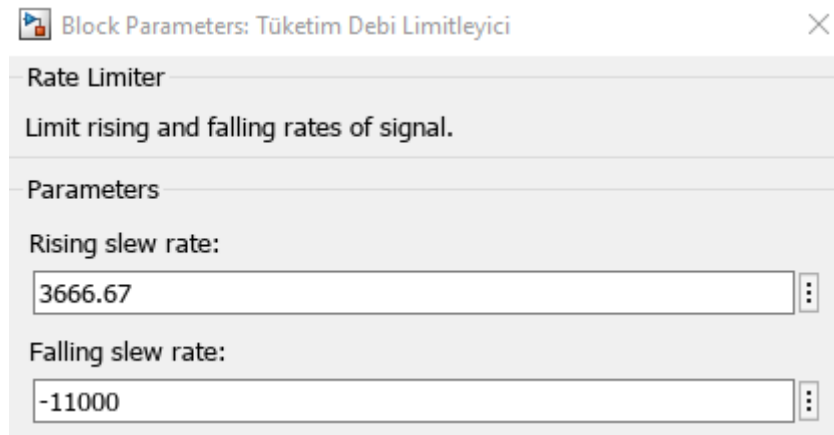 Block Parameters: Tüketim Debi Limitleyici
Rate Limiter
Limit rising and falling rates of signal.
Parameters
Rising slew rate:
3666.67
Falling slew rate:
-11000